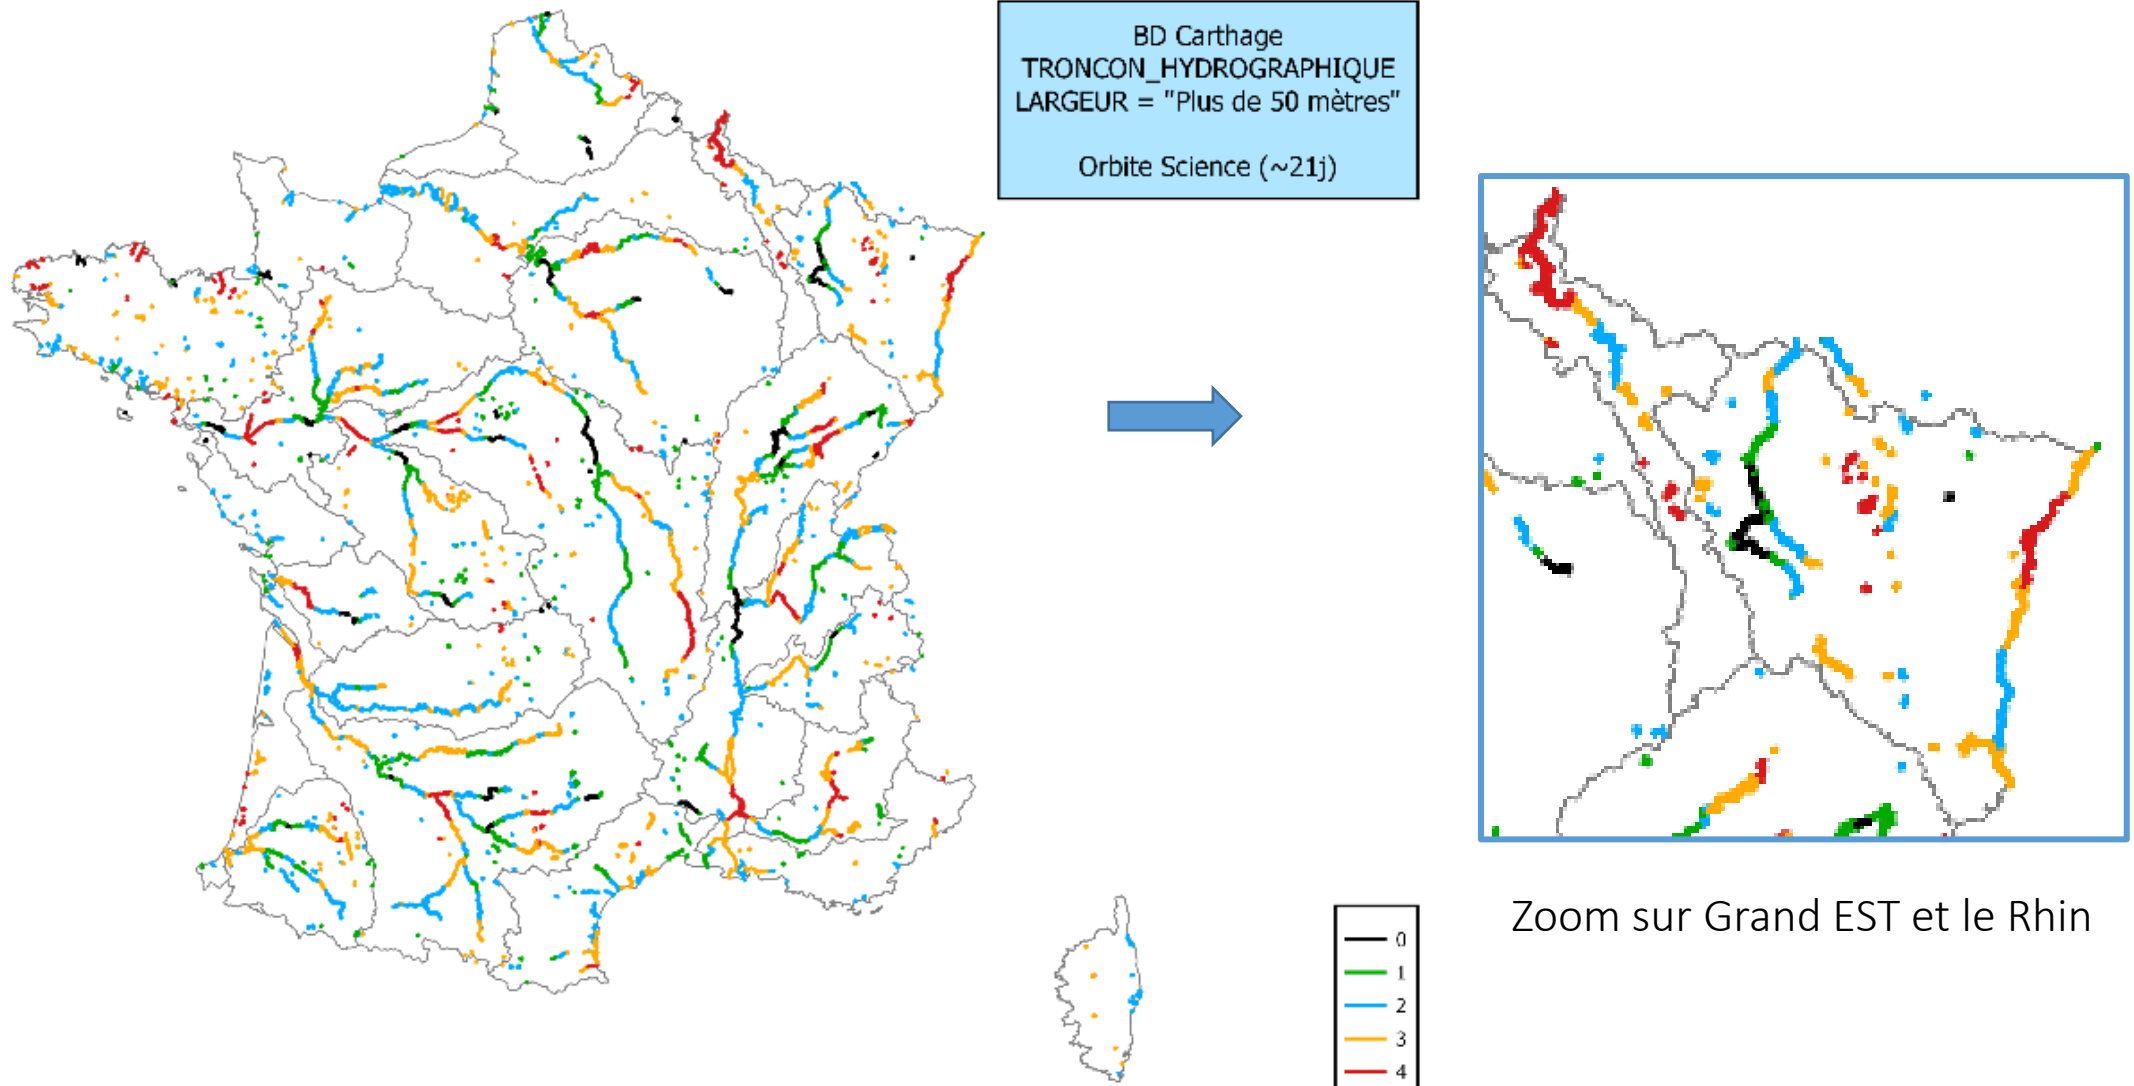 BD Carthage
TRONCON_HYDROGRAPHIQUE
LARGEUR = "Plus de 50 mètres"
Orbite Science (~21j)
Zoom sur Grand EST et le Rhin
0
1
2
3
4